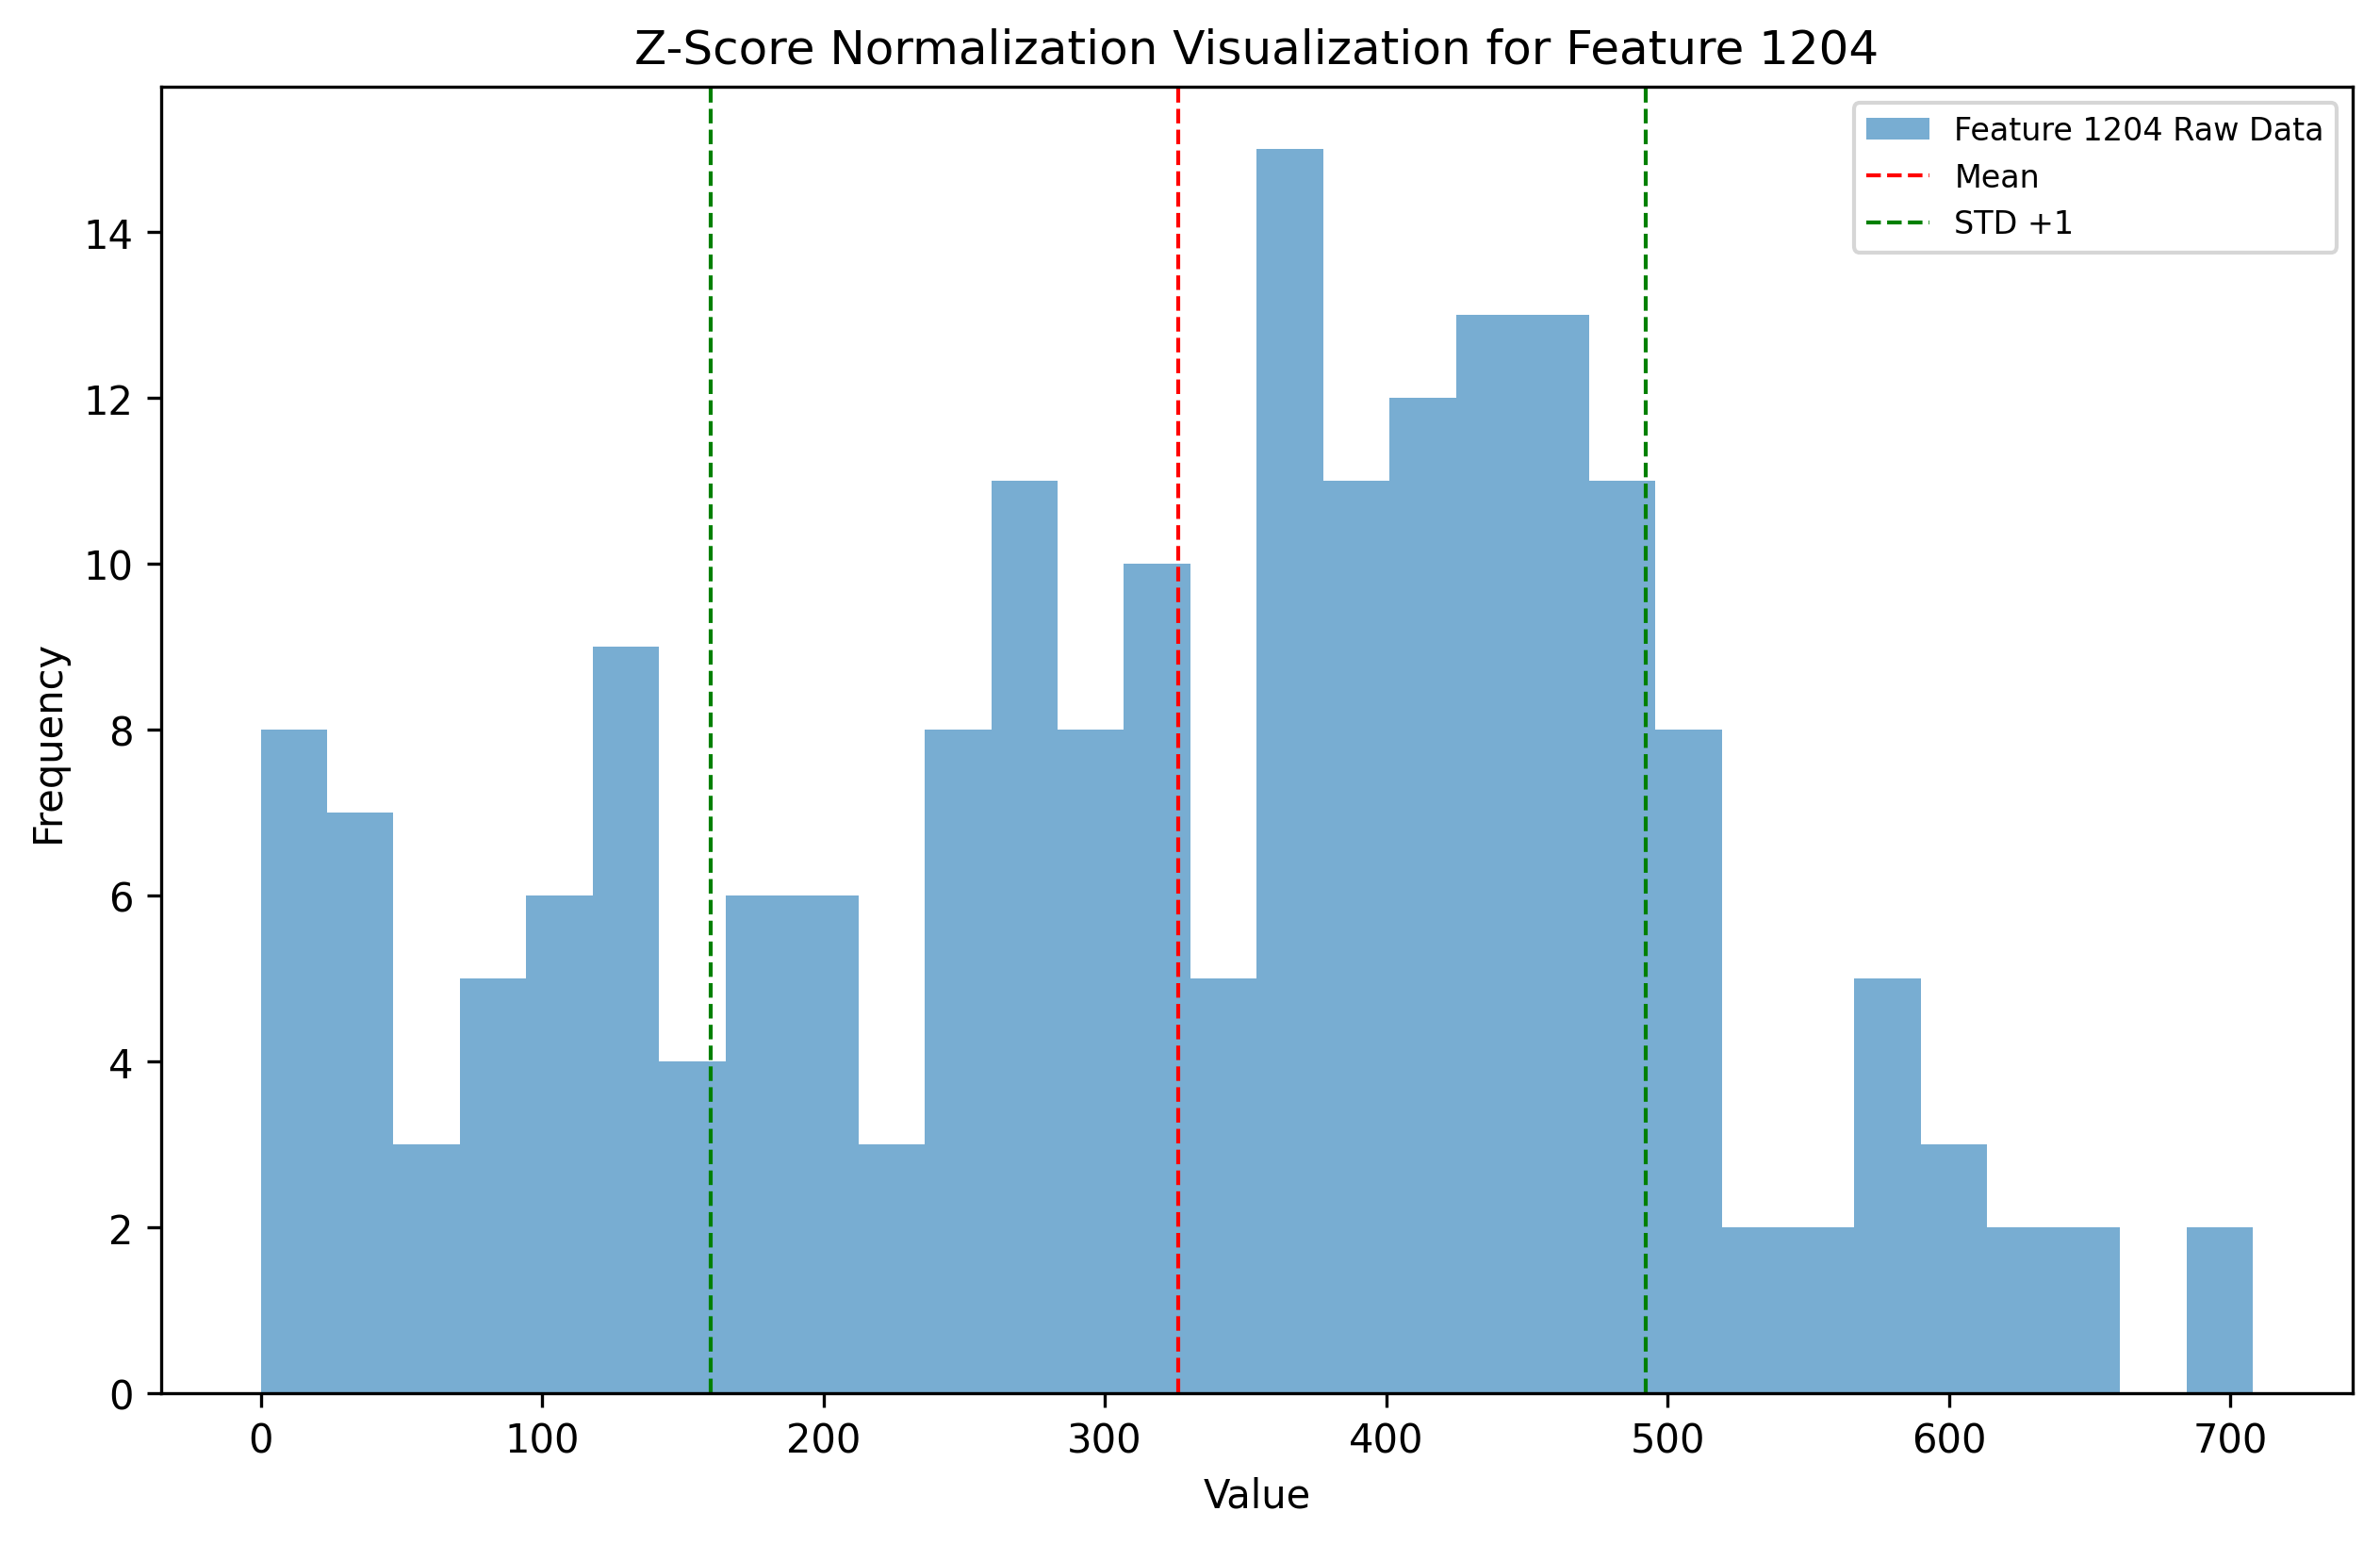 Z-Score Normalization Visualization for Feature 1204
Feature 1204 Raw Data
Mean
STD +1
14
12
10
8
6
4
2
0
Frequency
0 100 200 300 400 500 600 700
Value